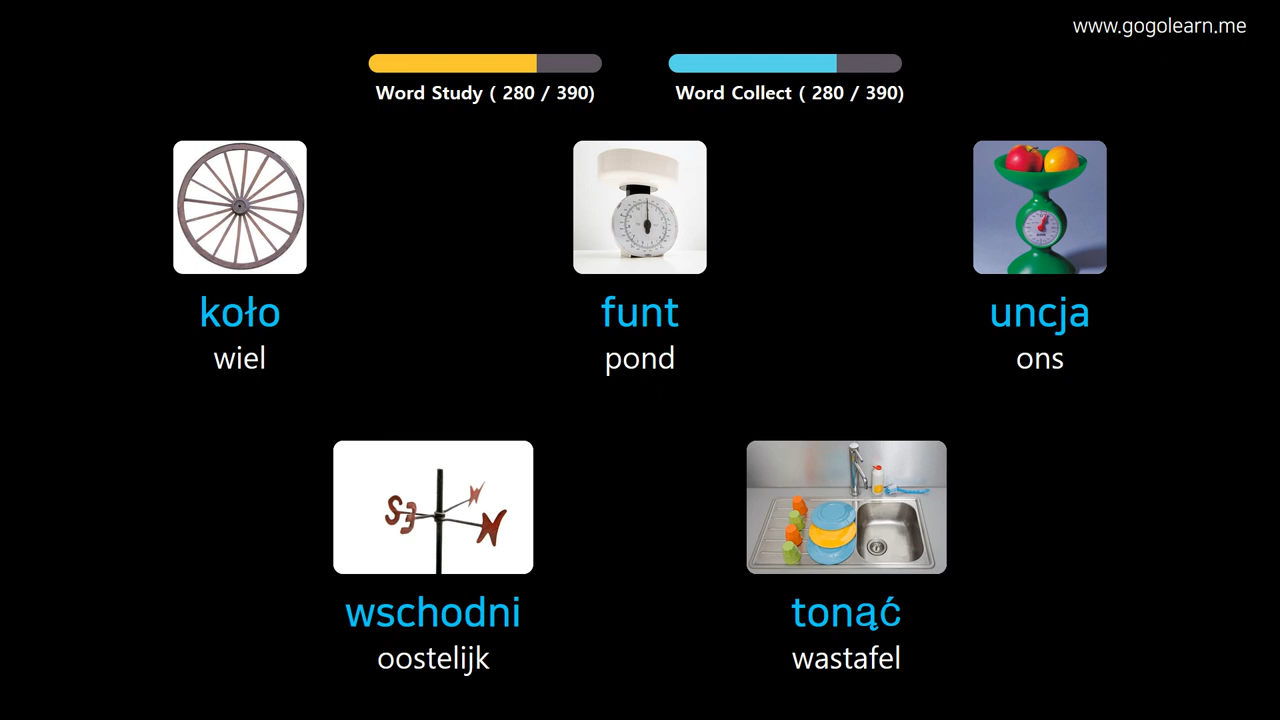 www.gogolearn.me
Word Study ( 280 / 390)
Word Collect ( 280 / 390)
koło
funt
uncja
wiel
pond
ons
wschodni
tonąć
oostelijk
wastafel